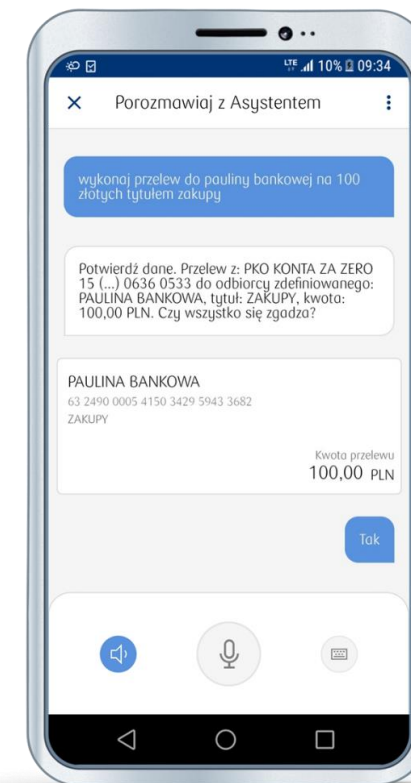 LTE 10% 09:34
Porozmawiaj z Asystentem
wykonaj przelew do pauliny bankowej na 100
złotych tytułem zakupy
Potwierdź dane. Przelew z: PKO KONTA ZA ZERO
15 (...) 0636 0533 do odbiorcy zdefiniowanego:
PAULINA BANKOWA, tytuł: ZAKUPY, kwota:
100,00 PLN. Czy wszystko się zgadza?
PAULINA BANKOWA
63 2490 0005 4150 3429 5943 3682
ZAKUPY
Kwota przelewu
100,00 PLN
Tak